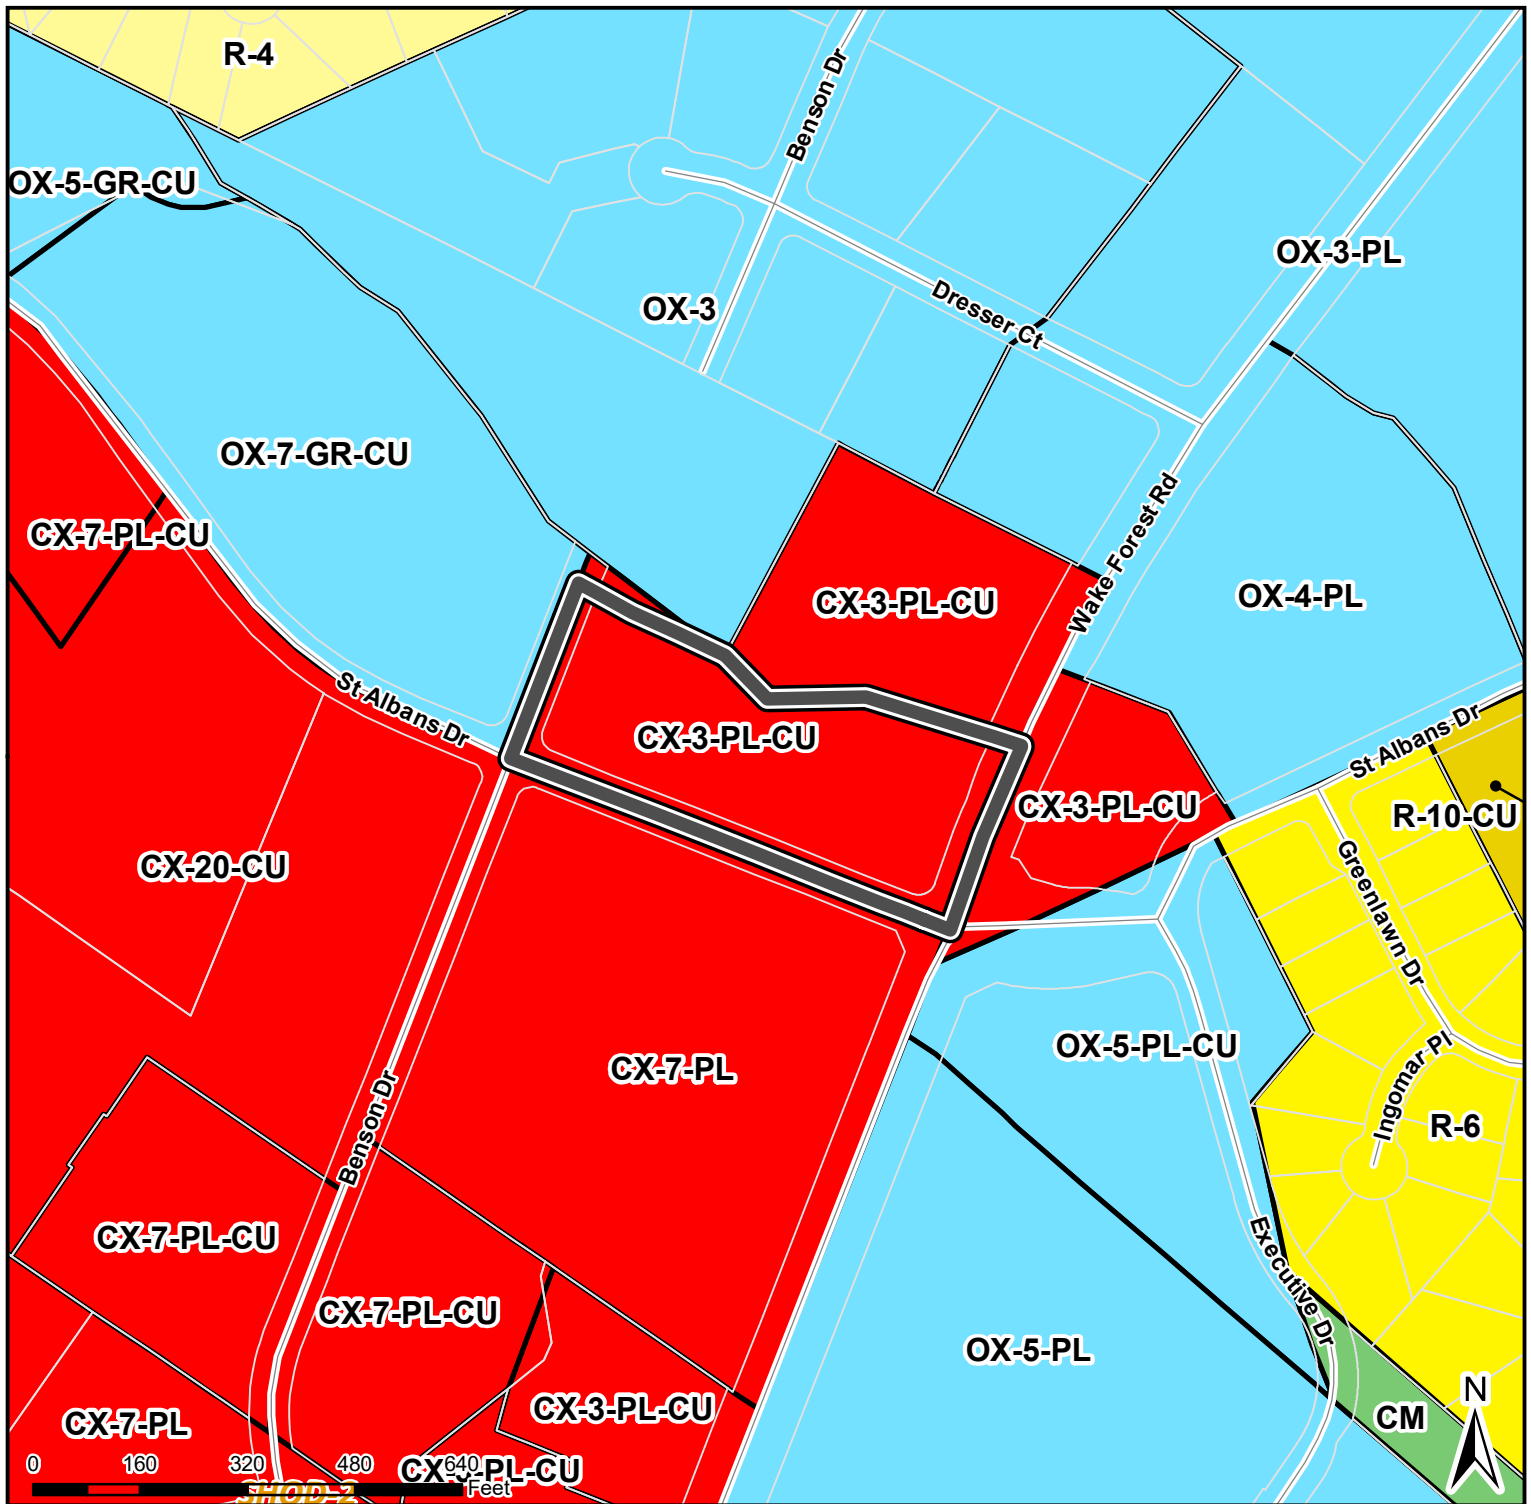 R-4
Benson Dr
OX-5-GR-CU
OX-3-PL
OX-3
Dresser Ct
OX-7-GR-CU
CX-7-PL-CU
Wake Forest Rd
CX-3-PL-CU
OX-4-PL
St Albans Dr
CX-3-PL-CU
St Albans Dr
CX-3-PL-CU
R-10-CU
CX-20-CU
Greenlawn Dr
OX-5-PL-CU
CX-7-PL
Ingomar Pl
Benson Dr
R-6
CX-7-PL-CU
Executive Dr
CX-7-PL-CU
OX-5-PL
N
CX-3-PL-CU
CM
CX-7-PL
0 160 320 480 640
Feet
SHOD-2